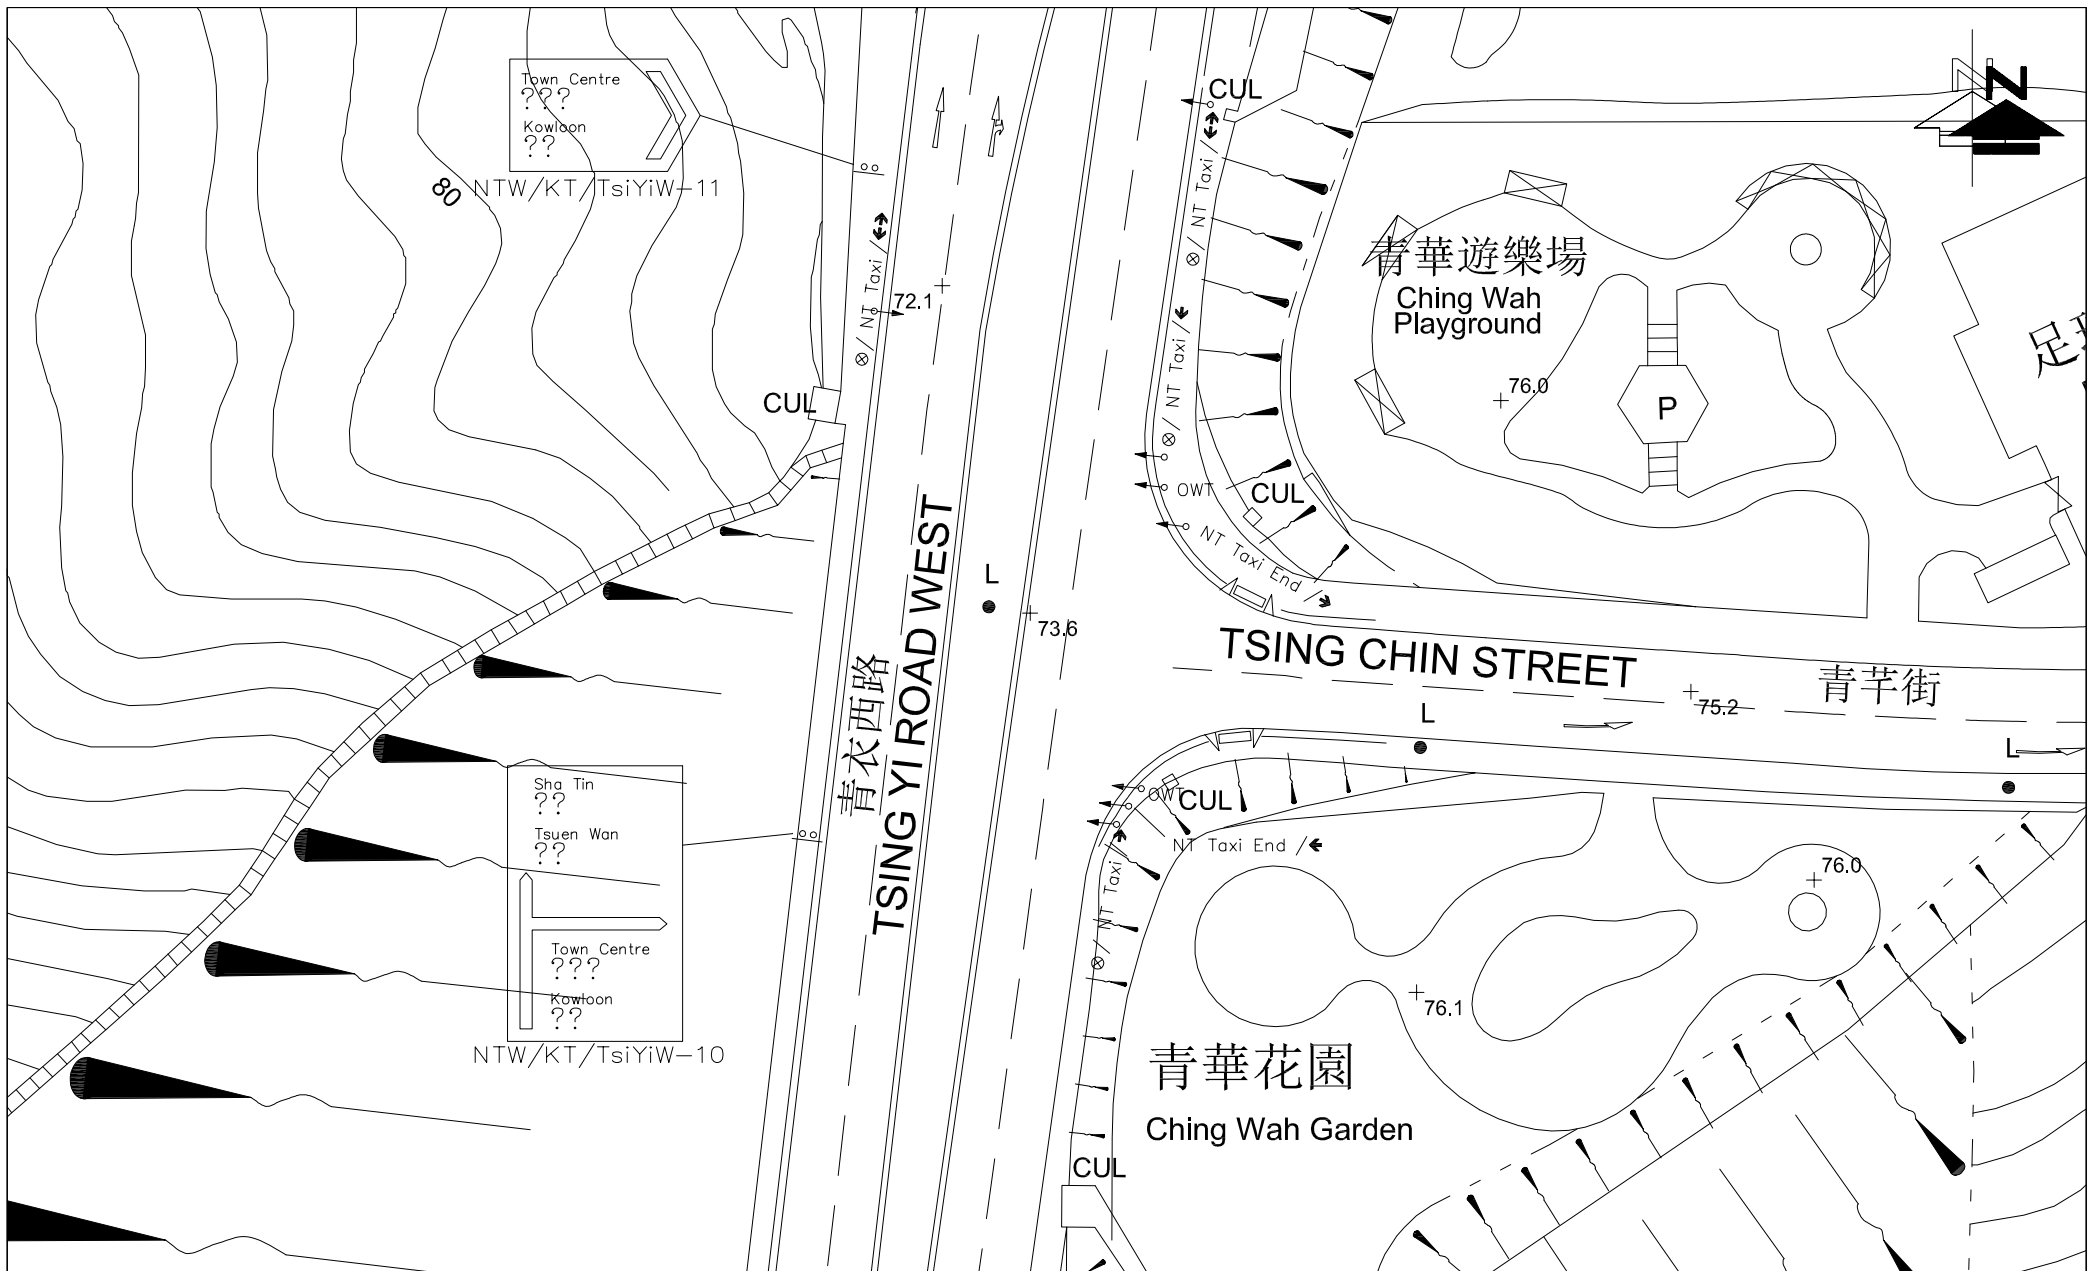 Town Centre
???
Kowloon
??
NTW/KT/TsiYiW-11
80
CUL
N
N
⊗/ NT Taxi /
⊗/ NT Taxi /
⊗/ NT Taxi /
72.1
CUL
青華遊樂場
Ching Wah
Playground
76.0
P
足
OWT
CUL
NT Taxi End /
L
73.6
TSING YI ROAD WEST
青衣西路
TSING CHIN STREET
青芊街
75.2
L
L
Sha Tin
??
Tsuen Wan
??
Town Centre
???
Kowloon
??
NTW/KT/TsiYiW-10
OWT
CUL
NT Taxi End /
⊗/ NT Taxi
76.0
76.1
青華花園
Ching Wah Garden
CUL